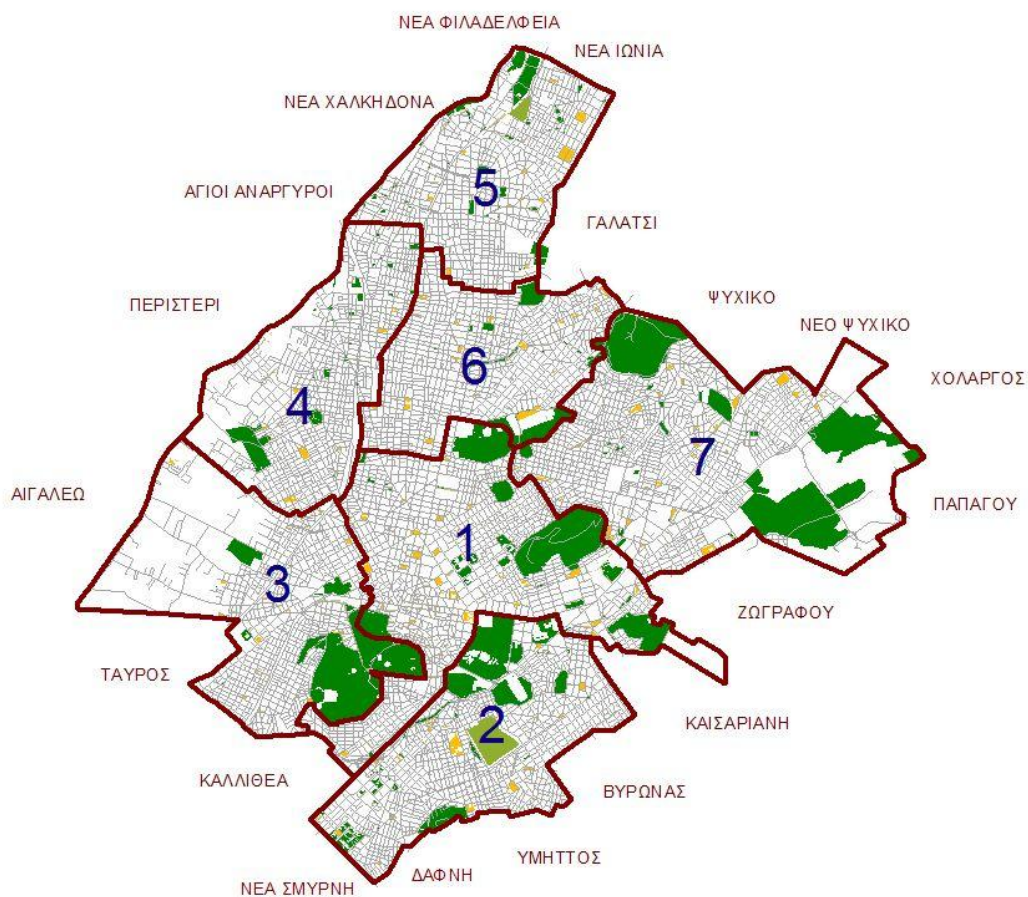 ΝΕΑ ΦΙΛΑΔΕΛΦΕΙΑ
ΝΕΑ ΙΩΝΙΑ
ΝΕΑ ΧΑΛΚΗΔΟΝΑ
ΑΓΙΟΙ ΑΝΑΡΓΥΡΟΙ
5
ΓΑΛΑΤΣΙ
ΠΕΡΙΣΤΕΡΙ
ΨΥΧΙΚΟ
ΝΕΟ ΨΥΧΙΚΟ
6
ΧΟΛΑΡΓΟΣ
4
7
ΑΙΓΑΛΕΩ
ΠΑΠΑΓΟΥ
1
3
ΖΩΓΡΑΦΟΥ
ΤΑΥΡΟΣ
2
ΚΑΙΣΑΡΙΑΝΗ
ΚΑΛΛΙΘΕΑ
ΒΥΡΩΝΑΣ
ΥΜΗΤΤΟΣ
ΔΑΦΝΗ
ΝΕΑ ΣΜΥΡΝΗ